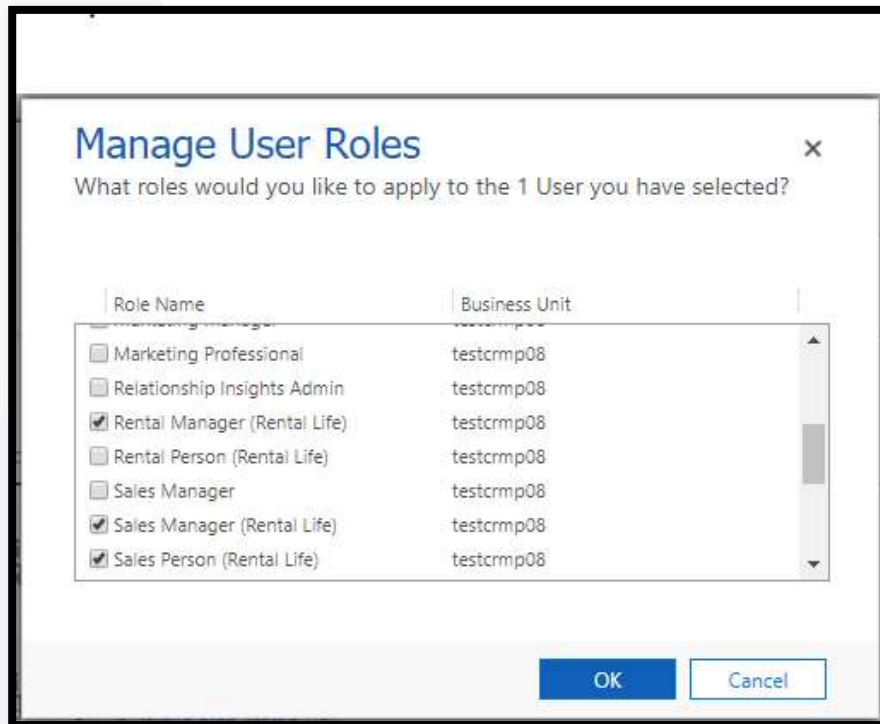 Manage User Roles
What roles would you like to apply to the 1 User you have selected?
Role Name Business Unit
Marketing Professional testcrmp08
Relationship Insights Admin testcrmp08
Rental Manager (Rental Life) testcrmp08
Rental Person (Rental Life) testcrmp08
Sales Manager testcrmp08
Sales Manager (Rental Life) testcrmp08
Sales Person (Rental Life) testcrmp08
OK Cancel